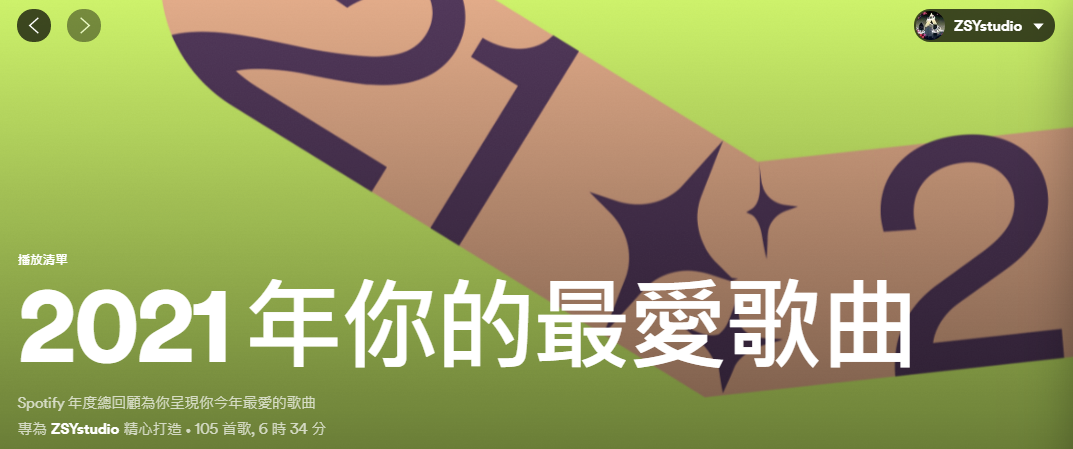 21
2
ZSYstudio
播放清單
2021 年你的最愛歌曲
Spotify 年度總回顧為你呈現你今年最愛的歌曲
專為 ZSYstudio 精心打造 • 105 首歌, 6 時 34 分